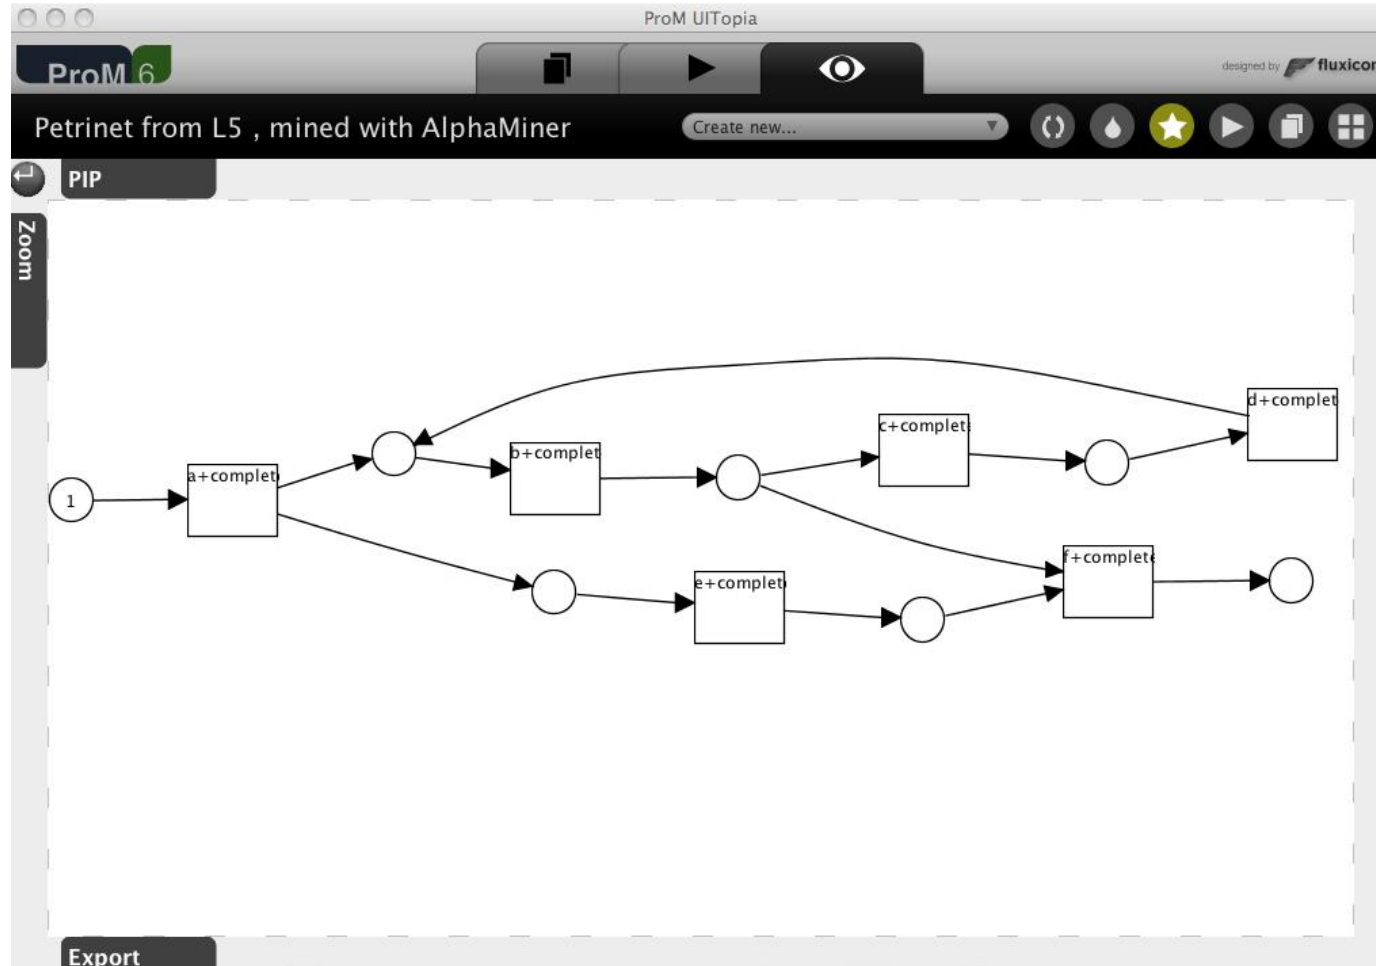 ProM UITopia
ProM 6
designed by fluxicon
Petrinet from L5 , mined with AlphaMiner
Create new...
PIP
Zoom
d+complet
c+complete
b+complet
a+complet
1
f+complete
e+complet
Export